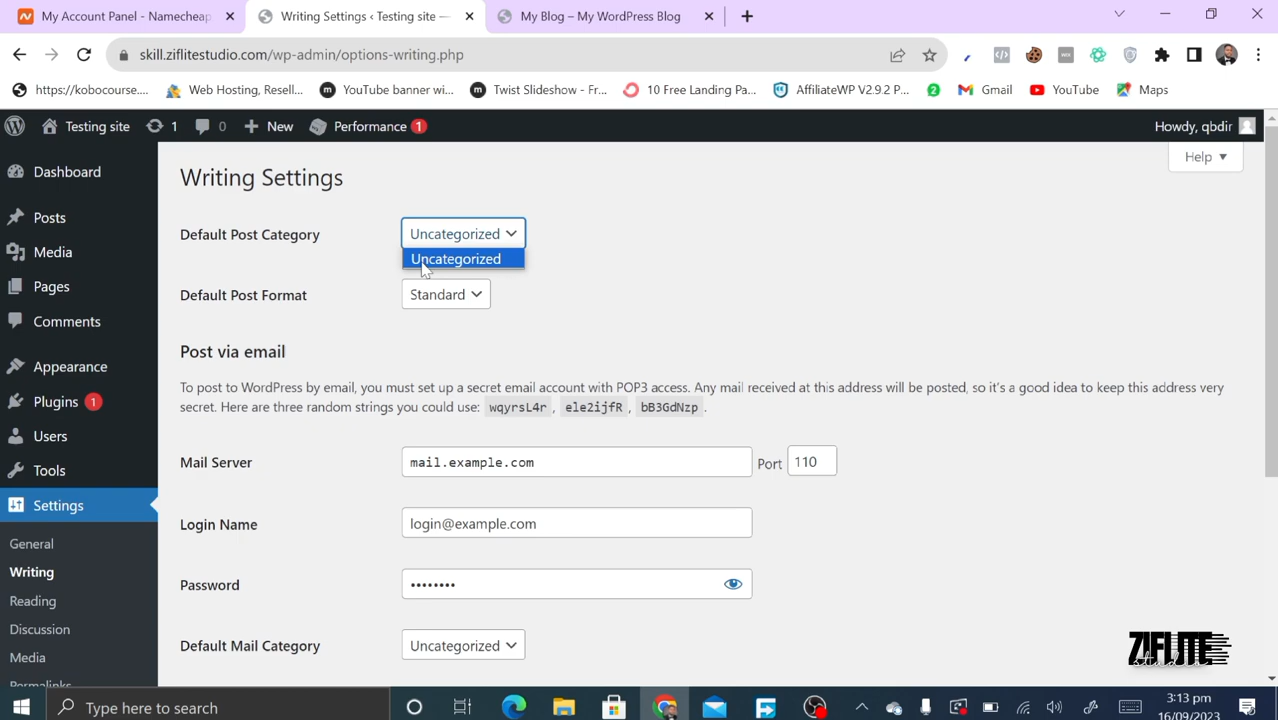 My Account Panel - Namecheap
Writing Settings ‹ Testing site —
My Blog – My WordPress Blog
skill.ziflitestudio.com/wp-admin/options-writing.php
https://kobocourse....
Web Hosting, Resell...
YouTube banner wi...
Twist Slideshow - Fr...
10 Free Landing Pa...
AffiliateWP V2.9.2 P...
2
Gmail
YouTube
Maps
Testing site
1
0
New
Performance 1
Howdy, qbdir
Help
Dashboard
Posts
Media
Pages
Comments
Appearance
Plugins 1
Users
Tools
Settings
General
Writing
Reading
Discussion
Media
Permalinks
Writing Settings
Default Post Category
Uncategorized
Uncategorized
Default Post Format
Standard
Post via email
To post to WordPress by email, you must set up a secret email account with POP3 access. Any mail received at this address will be posted, so it's a good idea to keep this address very
secret. Here are three random strings you could use: wqyrsL4r , ele2ijfR , bB3GdNzp .
Mail Server
mail.example.com
Port 110
Login Name
login@example.com
Password
••••••••
Default Mail Category
Uncategorized
ZIFLITE
studio
Type here to search
3:13 pm
16/09/2023